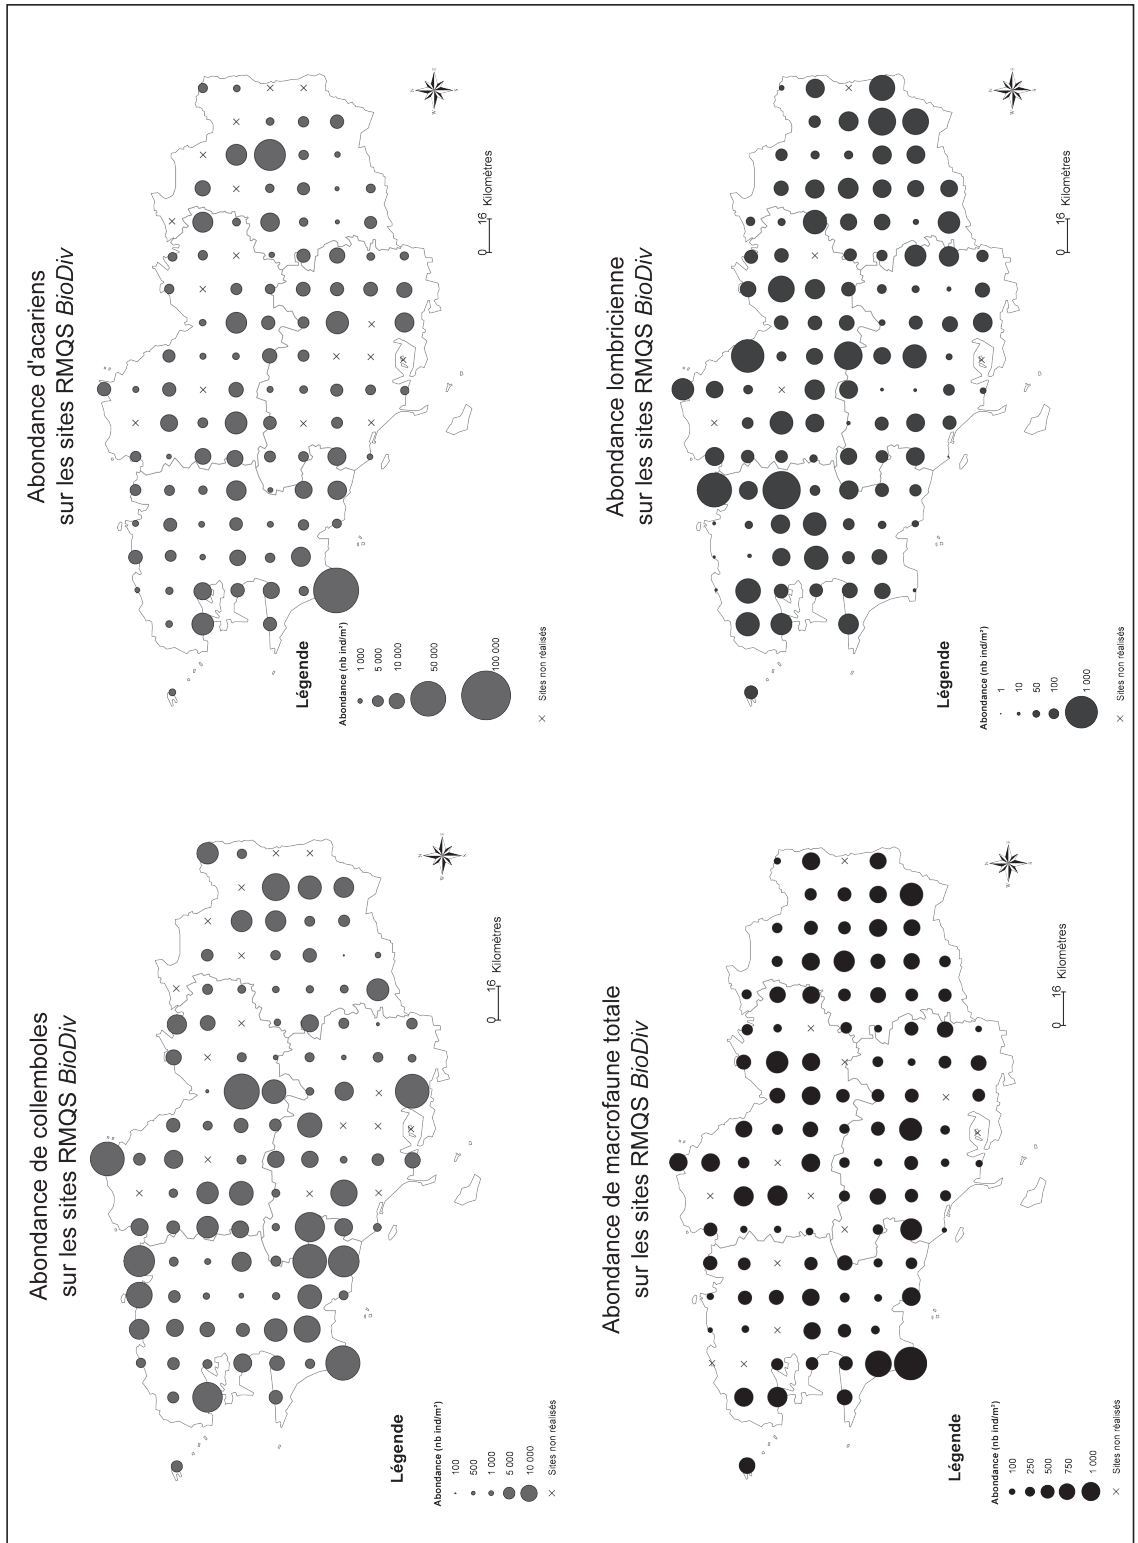 Abondance de collemboles
sur les sites RMQS BioDiv
Légende
Abondance (nb ind/m²)
100
500
1 000
5 000
10 000
Sites non réalisés
0 16 Kilomètres
Abondance d'acariens
sur les sites RMQS BioDiv
Légende
Abondance (nb ind/m²)
1 000
5 000
10 000
50 000
100 000
Sites non réalisés
0 16 Kilomètres
Abondance de macrofaune totale
sur les sites RMQS BioDiv
Légende
Abondance (nb ind/m²)
100
250
500
750
1 000
Sites non réalisés
0 16 Kilomètres
Abondance lombricienne
sur les sites RMQS BioDiv
Légende
Abondance (nb ind/m²)
1
10
50
100
1 000
Sites non réalisés
0 16 Kilomètres